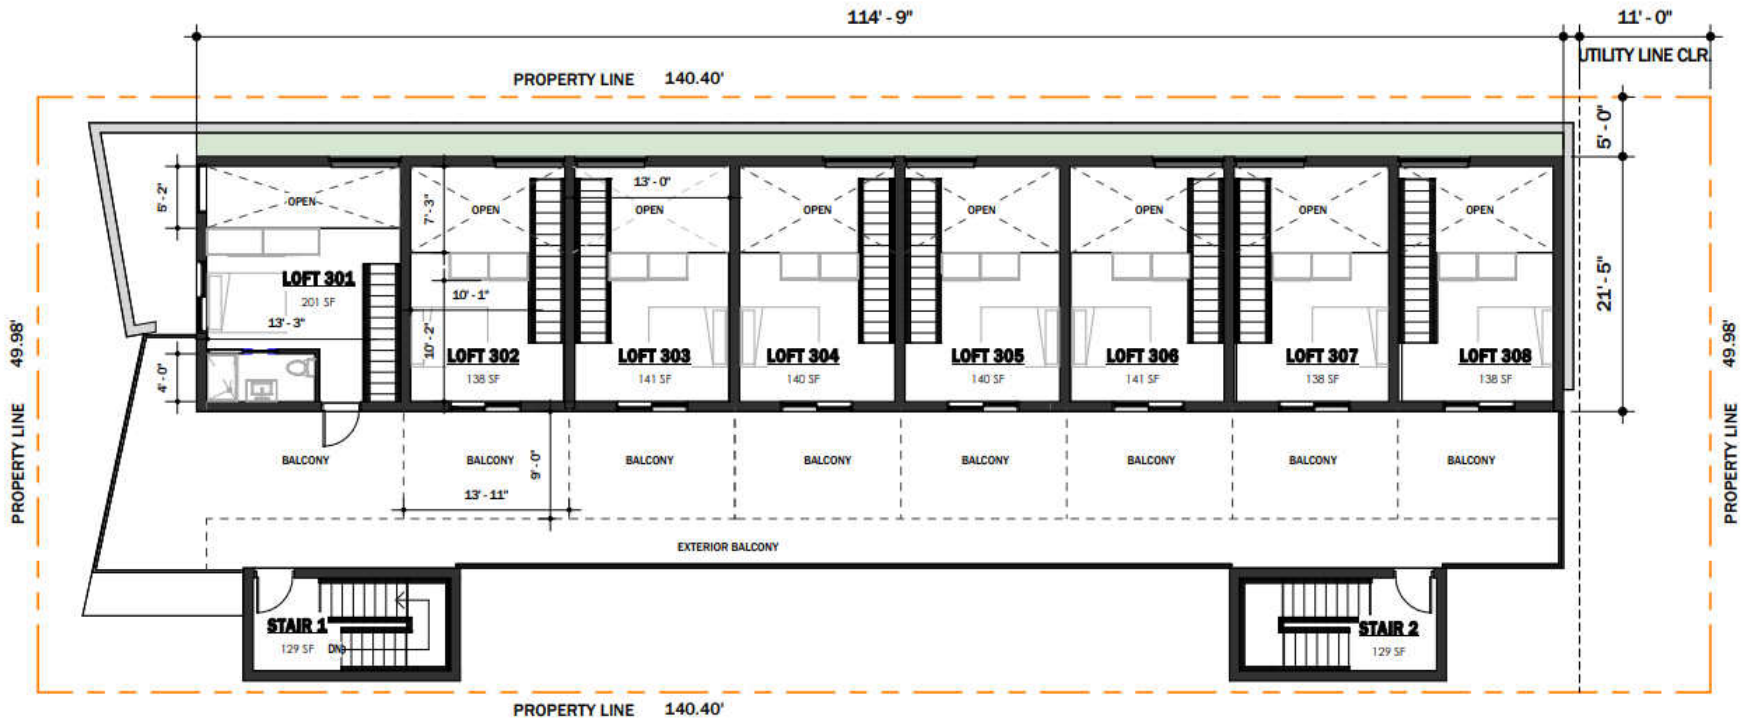 114' - 9"
11' - 0"
UTILITY LINE CLR.
PROPERTY LINE 140.40'
5' - 0"
5' - 2"
OPEN
7' - 3"
OPEN
13' - 0"
OPEN
OPEN
OPEN
OPEN
OPEN
OPEN
LOFT 301
201 SF
13' - 3"
10' - 1"
10' - 2"
21' - 5"
4' - 0"
LOFT 302
138 SF
LOFT 303
141 SF
LOFT 304
140 SF
LOFT 305
140 SF
LOFT 306
141 SF
LOFT 307
138 SF
LOFT 308
138 SF
PROPERTY LINE 49.98'
PROPERTY LINE 49.98'
BALCONY
BALCONY
9' - 0"
BALCONY
BALCONY
BALCONY
BALCONY
BALCONY
BALCONY
13' - 11"
EXTERIOR BALCONY
STAIR 1
129 SF
DN
STAIR 2
129 SF
PROPERTY LINE 140.40'